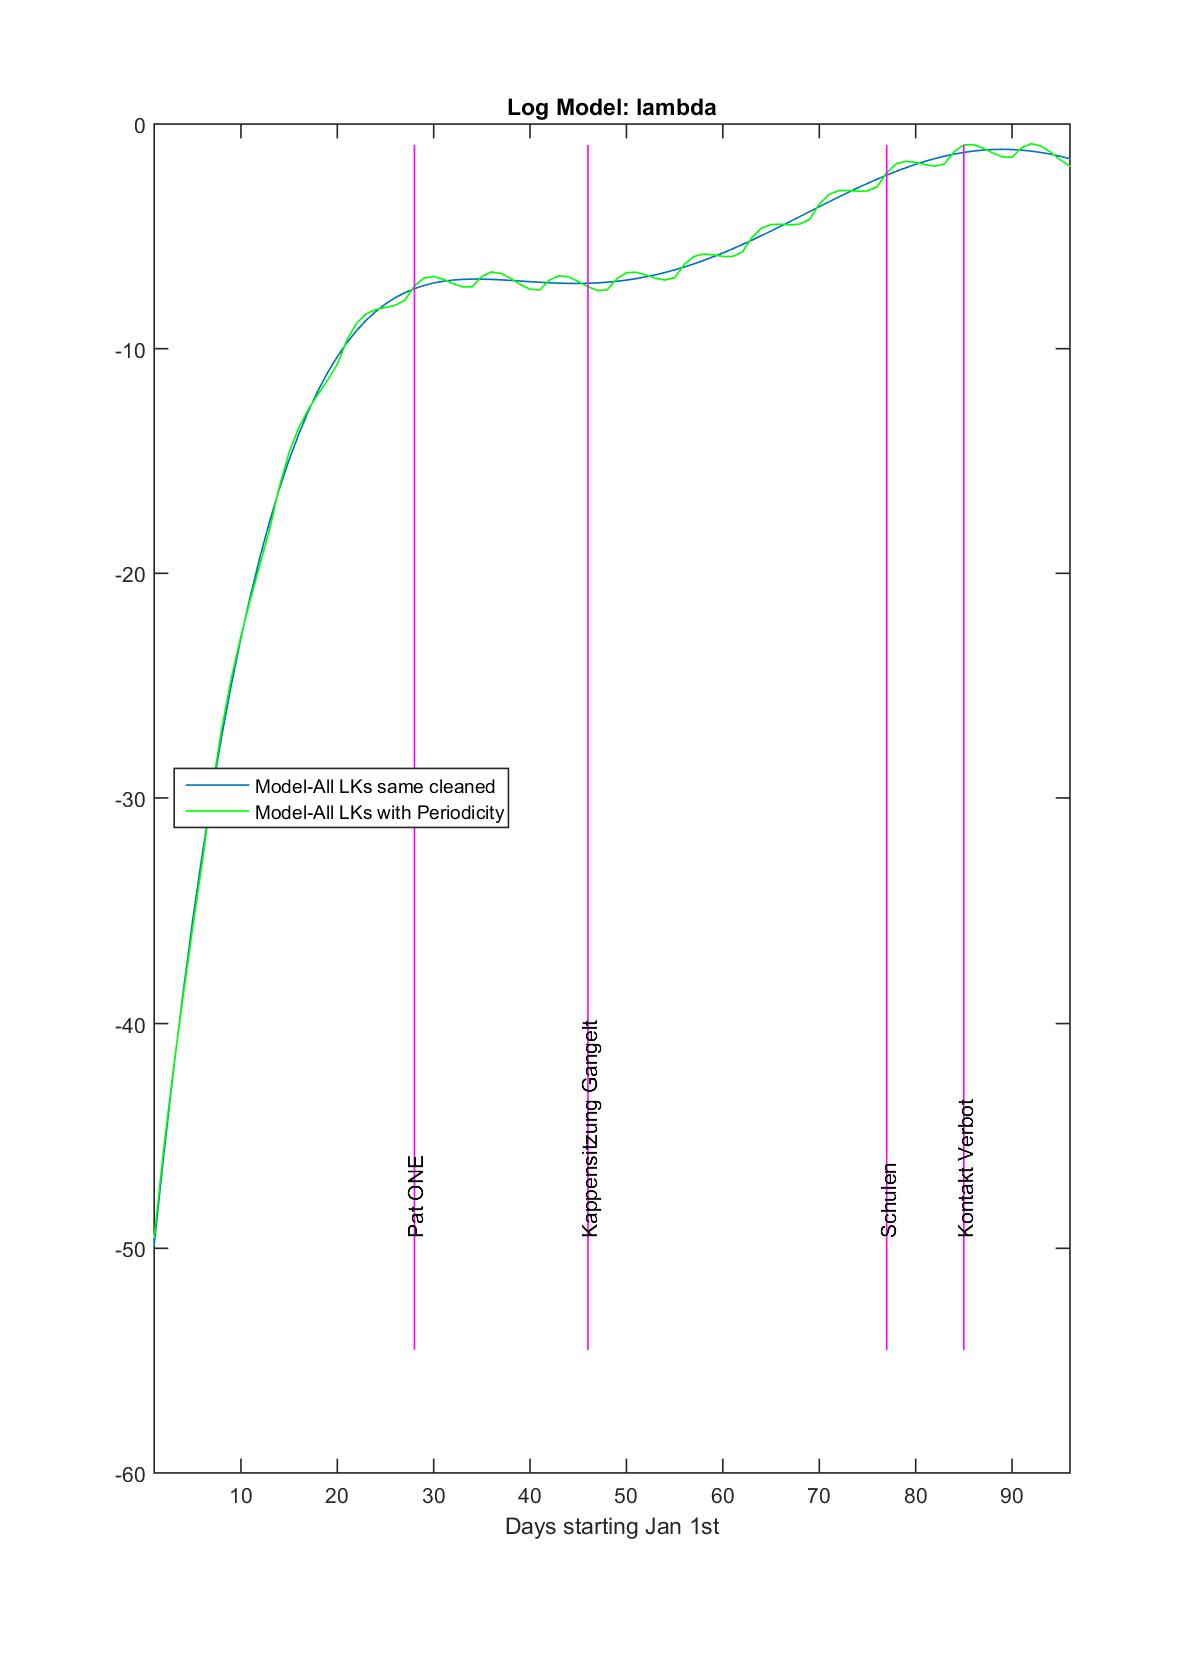 Log Model: lambda
0
-10
-20
-30
-40
-50
-60
Model-All LKs same cleaned
Model-All LKs with Periodicity
Pat ONE
Kappensitzung Gangelt
Schulen
Kontakt Verbot
10 20 30 40 50 60 70 80 90
Days starting Jan 1st